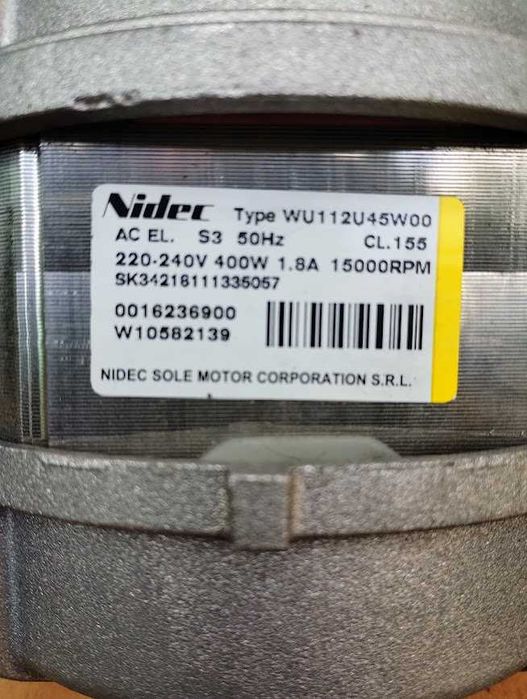 Nidec Type WU112U45W00
AC EL. S3 50Hz CL.155
220-240V 400W 1.8A 15000RPM
SK34218111335057
0016236900
W10582139
NIDEC SOLE MOTOR CORPORATION S.R.L.